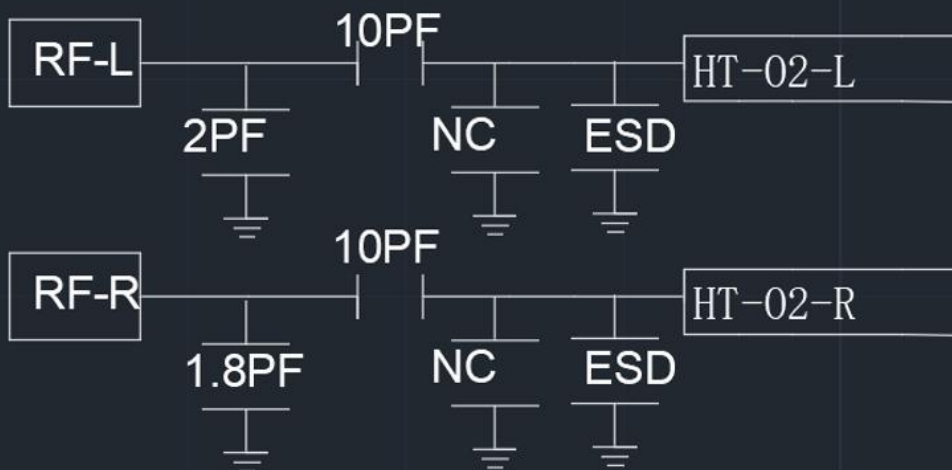 10PF
RF-L
HT-02-L
2PF
NC
ESD
10PF
RF-R
HT-02-R
1.8PF
NC
ESD